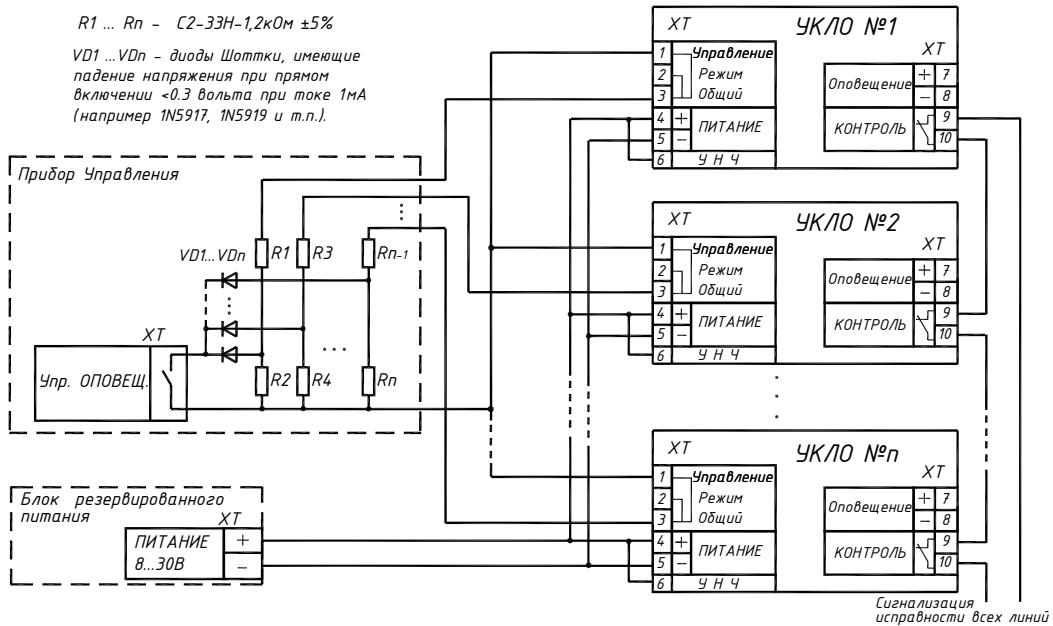 R1 ... Rn - С2-33Н-1,2кОм ±5%
VD1 ...VDn - диоды Шоттки, имеющие
падение напряжения при прямом
включении <0.3 вольта при токе 1мА
(например 1N5917, 1N5919 и т.п.).
Прибор Управления
VD1...VDn
R1
R3
Rn-1
R2
R4
Rn
XT
Упр. ОПОВЕЩ.
Блок резервированного
питания
XT
ПИТАНИЕ +
8...30В −
XT УКЛО №1
1 Управление
2 Режим
3 Общий
4 + ПИТАНИЕ
5 −
6 УНЧ
XT
Оповещение + 7
− 8
КОНТРОЛЬ 9
10
XT УКЛО №2
1 Управление
2 Режим
3 Общий
4 + ПИТАНИЕ
5 −
6 УНЧ
XT
Оповещение + 7
− 8
КОНТРОЛЬ 9
10
XT УКЛО №n
1 Управление
2 Режим
3 Общий
4 + ПИТАНИЕ
5 −
6 УНЧ
XT
Оповещение + 7
− 8
КОНТРОЛЬ 9
10
Сигнализация
исправности всех линий